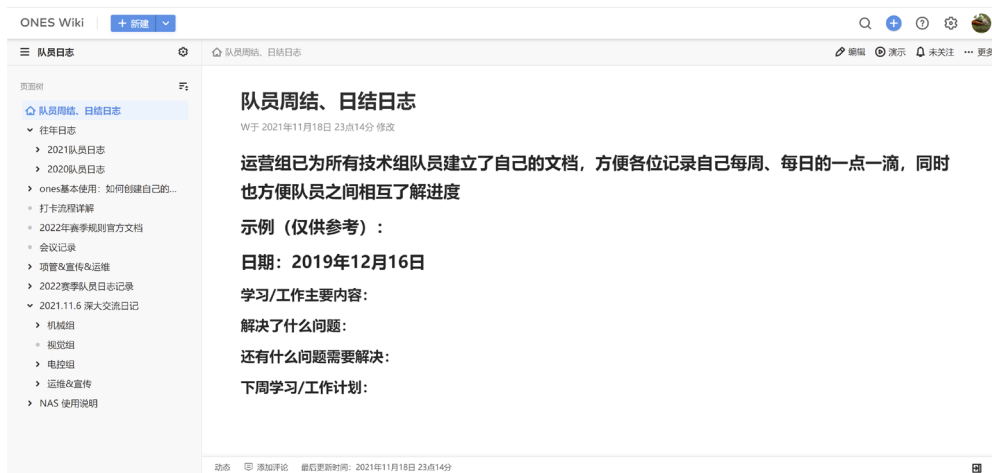 ONES Wiki
+ 新建
队员日志
队员周结、日结日志
编辑
演示
未关注
··· 更多
页面树
队员周结、日结日志
往年日志
2021队员日志
2020队员日志
ones基本使用：如何创建自己的...
打卡流程详解
2022年赛季规则官方文档
会议记录
项管&宣传&运维
2022赛季队员日志记录
2021.11.6 深大交流日记
机械组
视觉组
电控组
运维&宣传
NAS 使用说明
队员周结、日结日志
W于 2021年11月18日 23点14分 修改
运营组已为所有技术组队员建立了自己的文档，方便各位记录自己每周、每日的一点一滴，同时
也方便队员之间相互了解进度
示例（仅供参考）：
日期：2019年12月16日
学习/工作主要内容：
解决了什么问题：
还有什么问题需要解决：
下周学习/工作计划：
动态
添加评论
最后更新时间：2021年11月18日 23点14分